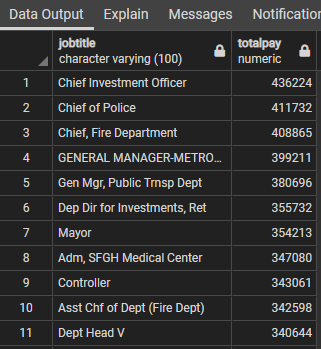 Data Output Explain Messages Notification
jobtitle totalpay
character varying (100) numeric
1 Chief Investment Officer 436224
2 Chief of Police 411732
3 Chief, Fire Department 408865
4 GENERAL MANAGER-METRO... 399211
5 Gen Mgr, Public Trnsp Dept 380696
6 Dep Dir for Investments, Ret 355732
7 Mayor 354213
8 Adm, SFGH Medical Center 347080
9 Controller 343061
10 Asst Chf of Dept (Fire Dept) 342598
11 Dept Head V 340644